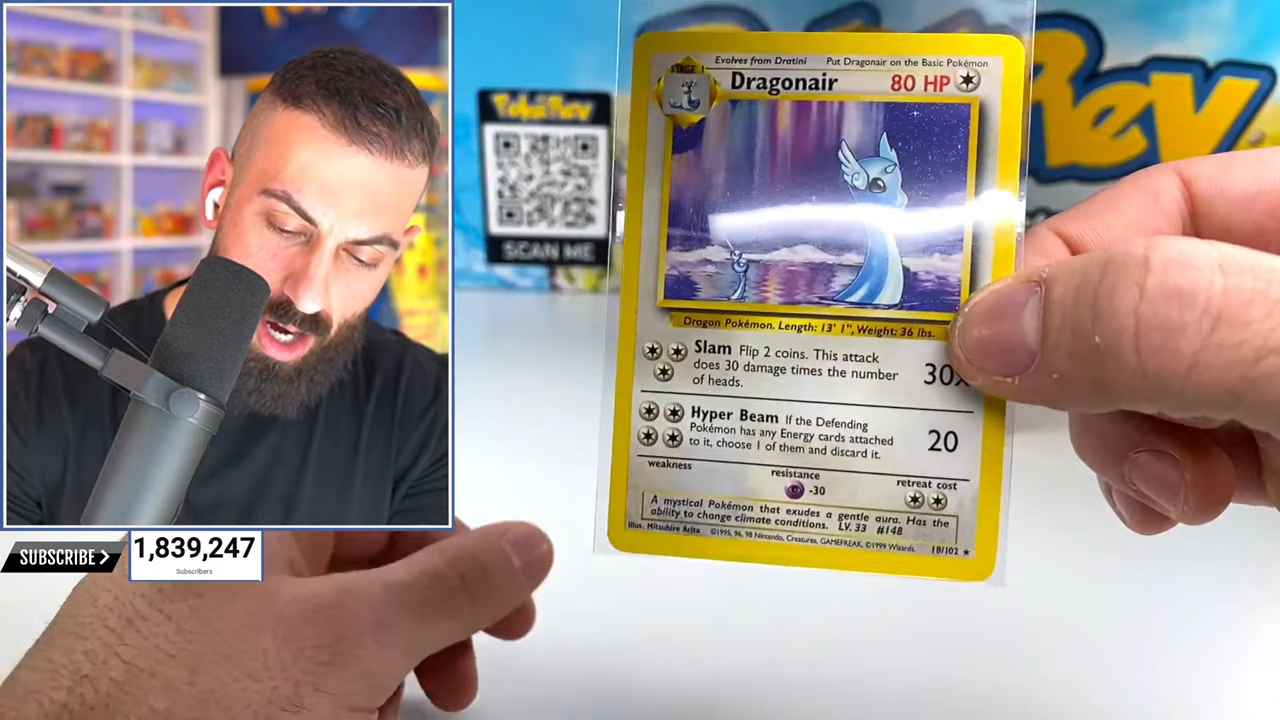 PokeRev
SCAN ME
Rev
Evolves from Dratini
Put Dragonair on the Basic Pokémon
STAGE 1
Dragonair
80 HP
Dragon Pokémon. Length: 13' 1", Weight: 36 lbs.
Slam Flip 2 coins. This attack
does 30 damage times the number
of heads.
30x
Hyper Beam If the Defending
Pokémon has any Energy cards attached
to it, choose 1 of them and discard it.
20
weakness
resistance
retreat cost
-30
A mystical Pokémon that exudes a gentle aura. Has the
ability to change climate conditions. LV. 33 #148
Illus. Mitsuhiro Arita
©1995, 96, 98 Nintendo, Creatures, GAMEFREAK. ©1999 Wizards.
18/102 ★
SUBSCRIBE >
1,839,247
Subscribers